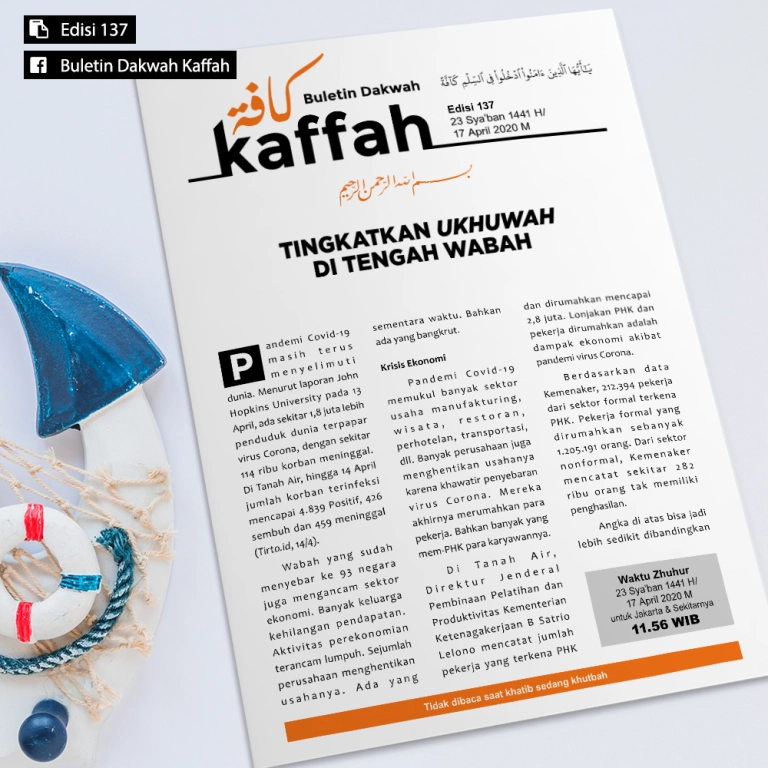 Edisi 137
Buletin Dakwah Kaffah
كافة
Buletin Dakwah
kaffah
يَٰٓأَيُّهَا ٱلَّذِينَ ءَامَنُوا۟ ٱدْخُلُوا۟ فِى ٱلسِّلْمِ كَآفَّةً
Edisi 137
23 Sya'ban 1441 H/
17 April 2020 M
بسم الله الرحمن الرحيم
TINGKATKAN UKHUWAH
DI TENGAH WABAH
Pandemi Covid-19
masih terus
menyelimuti
dunia. Menurut laporan John
Hopkins University pada 13
April, ada sekitar 1,8 juta lebih
penduduk dunia terpapar
virus Corona, dengan sekitar
114 ribu korban meninggal.
Di Tanah Air, hingga 14 April
jumlah korban terinfeksi
mencapai 4.839 Positif, 426
sembuh dan 459 meninggal
(Tirto.id, 14/4).
Wabah yang sudah
menyebar ke 93 negara
juga mengancam sektor
ekonomi. Banyak keluarga
kehilangan pendapatan.
Aktivitas perekonomian
terancam lumpuh. Sejumlah
perusahaan menghentikan
usahanya. Ada yang
sementara waktu. Bahkan
ada yang bangkrut.
Krisis Ekonomi
Pandemi Covid-19
memukul banyak sektor
usaha manufakturing,
wisata, restoran,
perhotelan, transportasi,
dll. Banyak perusahaan juga
menghentikan usahanya
karena khawatir penyebaran
virus Corona. Mereka
akhirnya merumahkan para
pekerja. Bahkan banyak yang
mem-PHK para karyawannya.
Di Tanah Air,
Direktur Jenderal
Pembinaan Pelatihan dan
Produktivitas Kementerian
Ketenagakerjaan B Satrio
Lelono mencatat jumlah
pekerja yang terkena PHK
dan dirumahkan mencapai
2,8 juta. Lonjakan PHK dan
pekerja dirumahkan adalah
dampak ekonomi akibat
pandemi virus Corona.
Berdasarkan data
Kemenaker, 212.394 pekerja
dari sektor formal terkena
PHK. Pekerja formal yang
dirumahkan sebanyak
1.205.191 orang. Dari sektor
nonformal, Kemenaker
mencatat sekitar 282
ribu orang tak memiliki
penghasilan.
Angka di atas bisa jadi
lebih sedikit dibandingkan
Waktu Zhuhur
23 Sya'ban 1441 H/
17 April 2020 M
untuk Jakarta & Sekitarnya
11.56 WIB
Tidak dibaca saat khatib sedang khutbah